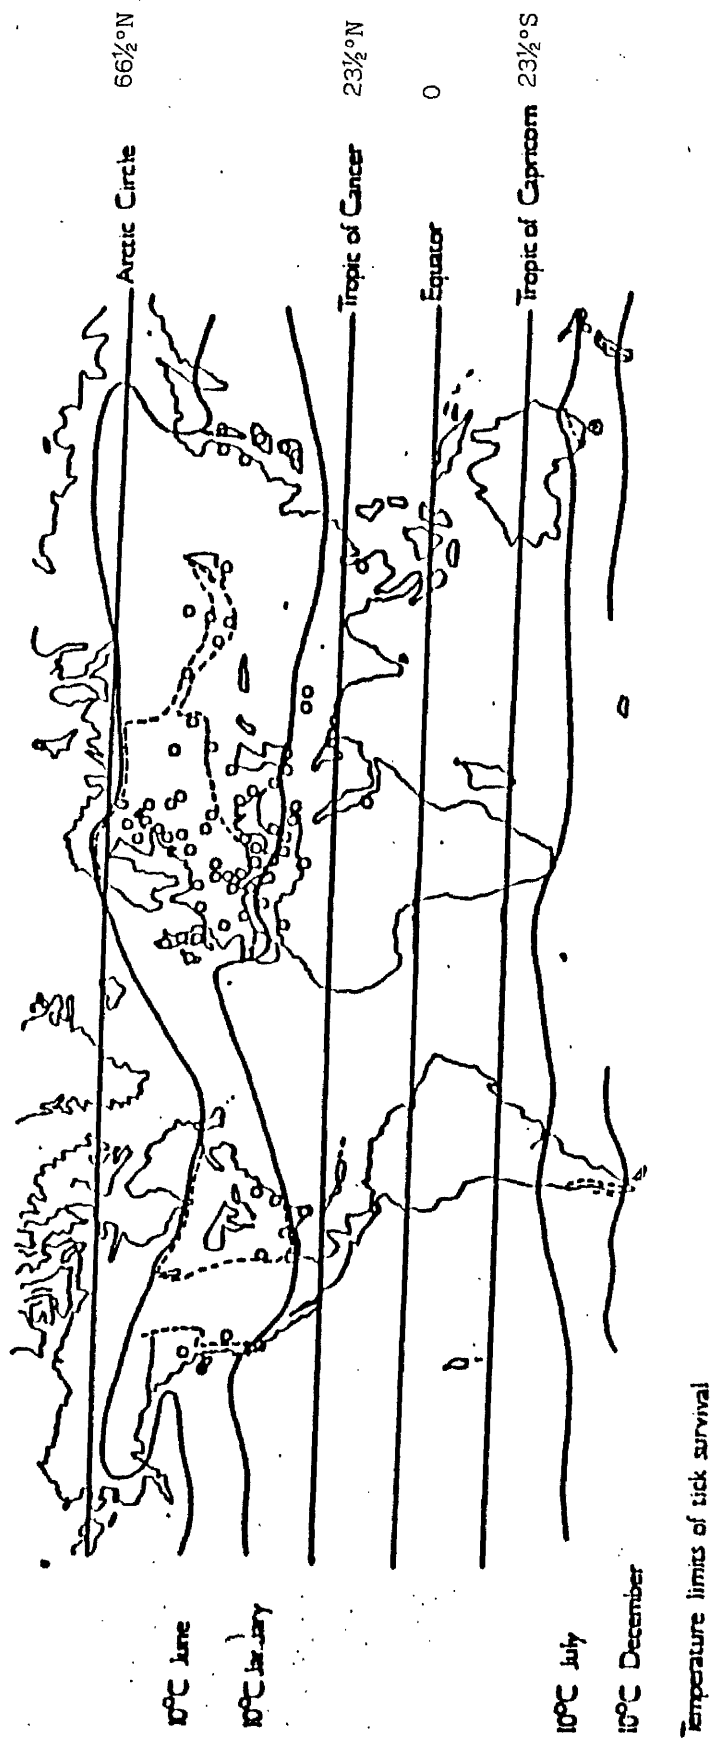 Arctic Circle 66½°N
Tropic of Cancer 23½°N
Equator 0
Tropic of Capricorn 23½°S
10°C June
10°C January
10°C July
10°C December
Temperature limits of tick survival